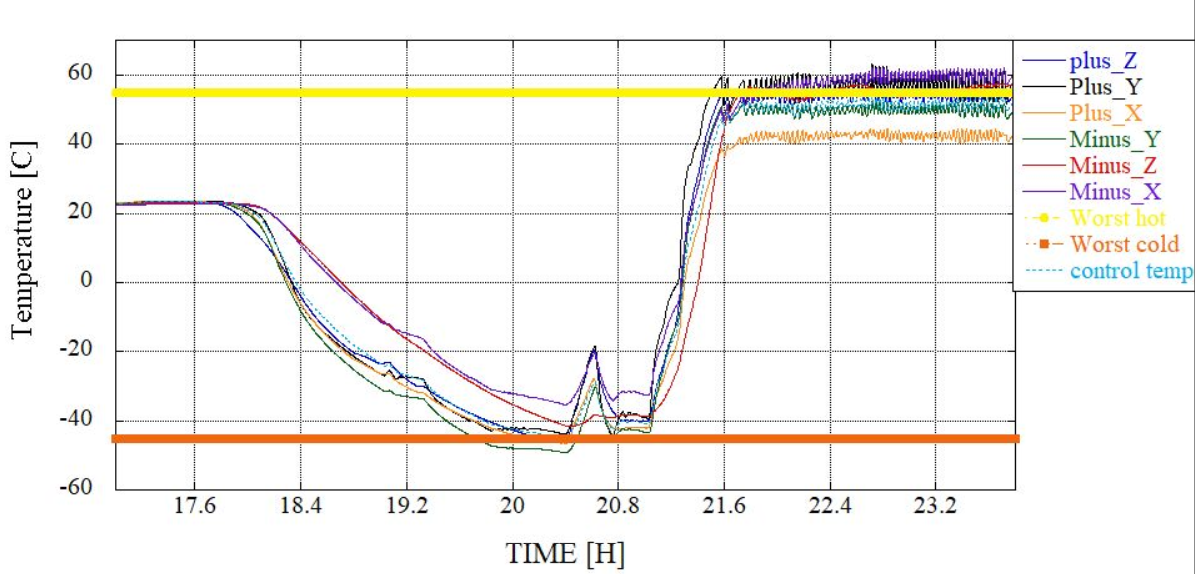 Temperature [C]
60
40
20
0
-20
-40
-60
17.6 18.4 19.2 20 20.8 21.6 22.4 23.2
TIME [H]
plus_Z
Plus_Y
Plus_X
Minus_Y
Minus_Z
Minus_X
Worst hot
Worst cold
control temp